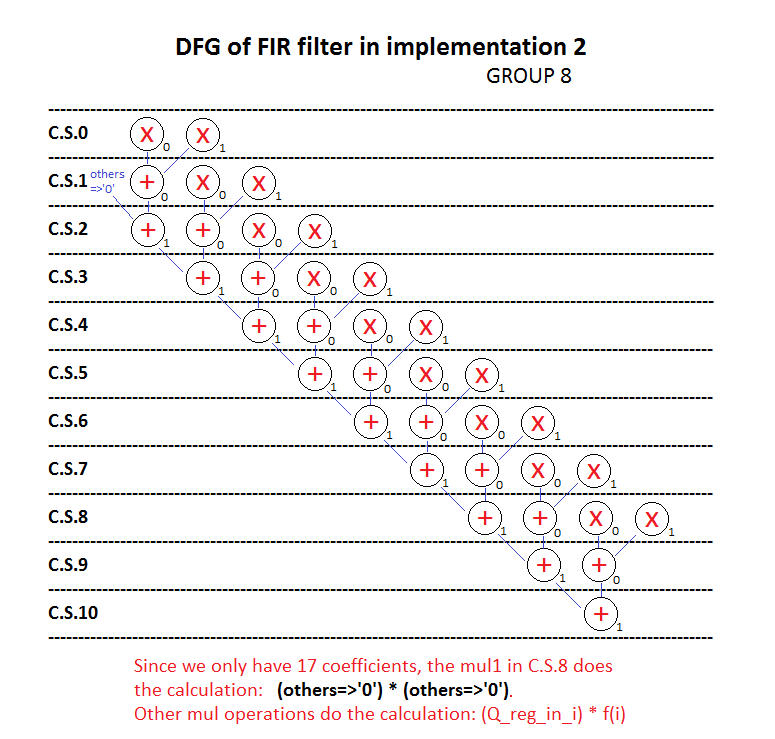 DFG of FIR filter in implementation 2
GROUP 8
C.S.0 X 0 X 1
C.S.1 others =>'0' + 0 X 0 X 1
C.S.2 + 1 + 0 X 0 X 1
C.S.3 + 1 + 0 X 0 X 1
C.S.4 + 1 + 0 X 0 X 1
C.S.5 + 1 + 0 X 0 X 1
C.S.6 + 1 + 0 X 0 X 1
C.S.7 + 1 + 0 X 0 X 1
C.S.8 + 1 + 0 X 0 X 1
C.S.9 + 1 + 0
C.S.10 + 1
Since we only have 17 coefficients, the mul1 in C.S.8 does
the calculation: (others=>'0') * (others=>'0').
Other mul operations do the calculation: (Q_reg_in_i) * f(i)